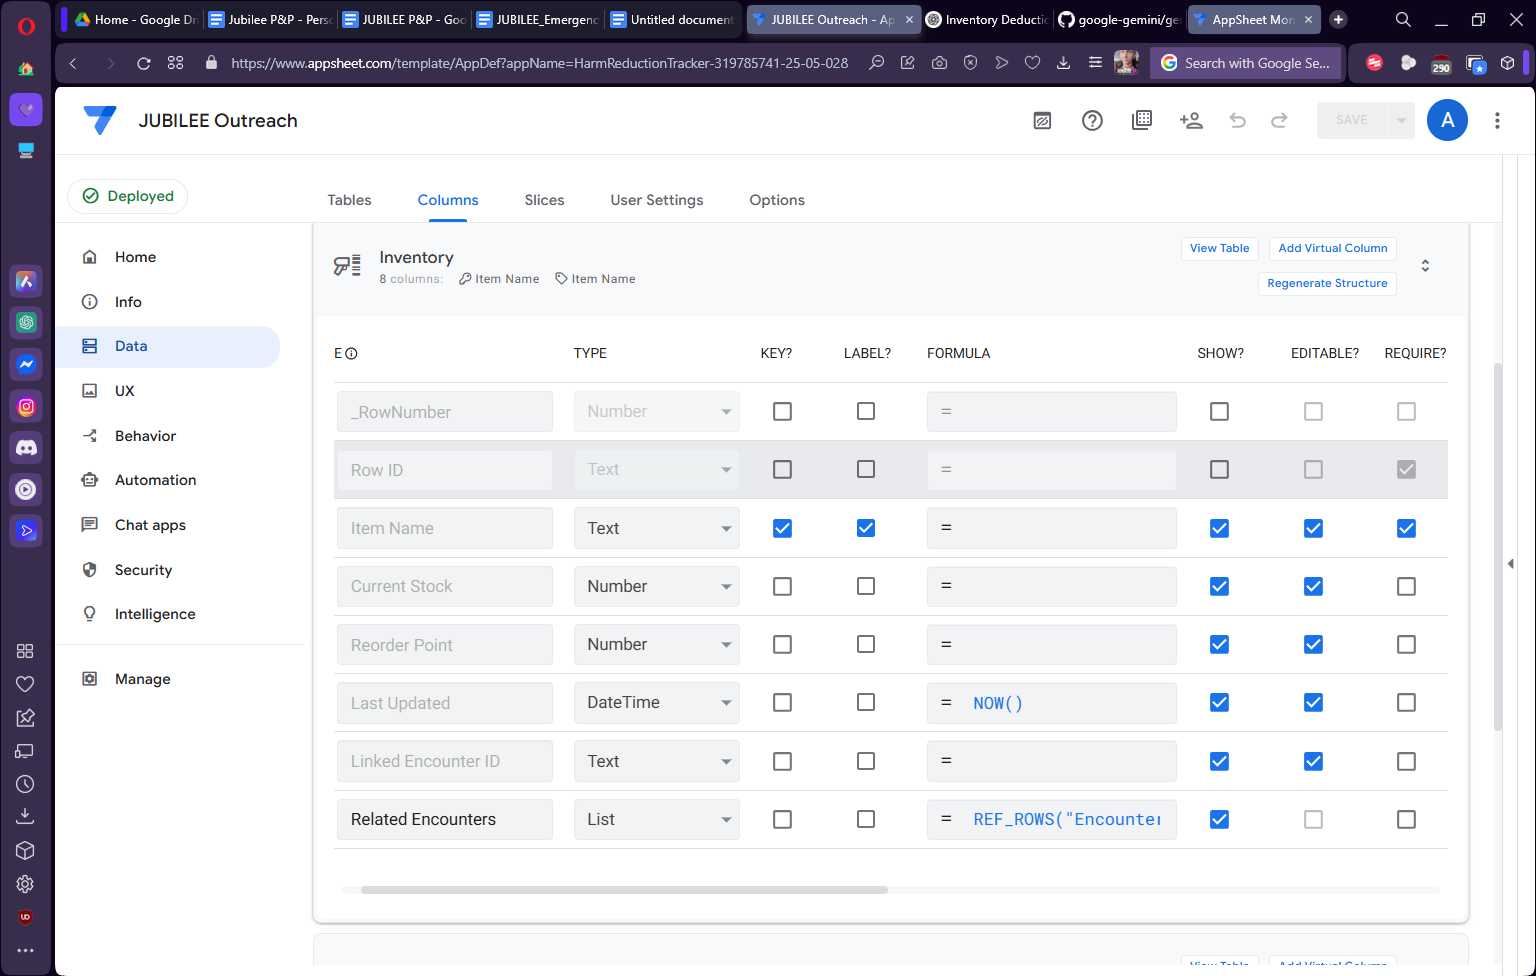 Home - Google Dri
Jubilee P&P - Perso
JUBILEE P&P - Goo
JUBILEE_Emergenc
Untitled document
JUBILEE Outreach - Ap
Inventory Deductic
google-gemini/ge
AppSheet Mon
https://www.appsheet.com/template/AppDef?appName=HarmReductionTracker-319785741-25-05-028
Search with Google Se...
290
JUBILEE Outreach
SAVE
A
Deployed
Tables
Columns
Slices
User Settings
Options
Home
Info
Data
UX
Behavior
Automation
Chat apps
Security
Intelligence
Manage
Inventory
8 columns: Item Name Item Name
View Table
Add Virtual Column
Regenerate Structure
E TYPE KEY? LABEL? FORMULA SHOW? EDITABLE? REQUIRE?
_RowNumber Number =
Row ID Text =
Item Name Text =
Current Stock Number =
Reorder Point Number =
Last Updated DateTime = NOW()
Linked Encounter ID Text =
Related Encounters List = REF_ROWS("Encounter
View Table
Add Virtual Column
UD